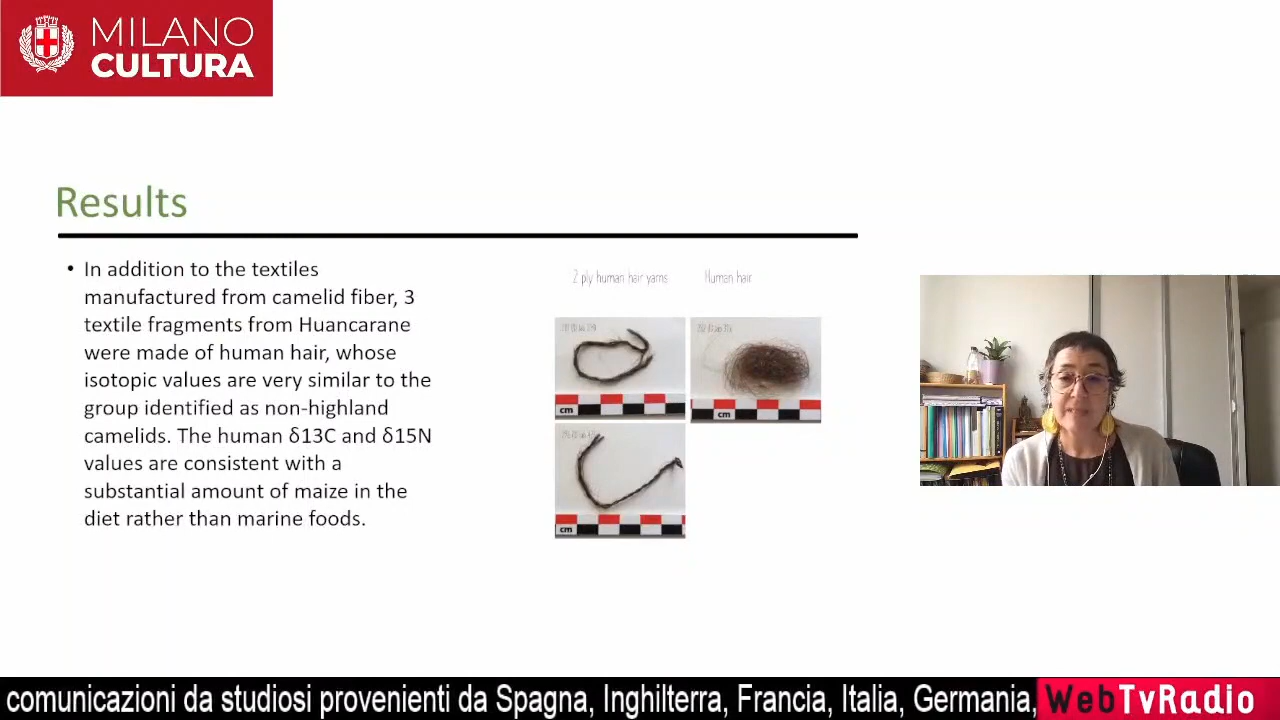 MILANO
CULTURA
Results
• In addition to the textiles
manufactured from camelid fiber, 3
textile fragments from Huancarane
were made of human hair, whose
isotopic values are very similar to the
group identified as non-highland
camelids. The human δ13C and δ15N
values are consistent with a
substantial amount of maize in the
diet rather than marine foods.
2 ply human hair yarns
Human hair
cm
cm
cm
comunicazioni da studiosi provenienti da Spagna, Inghilterra, Francia, Italia, Germania,
WebTvRadio